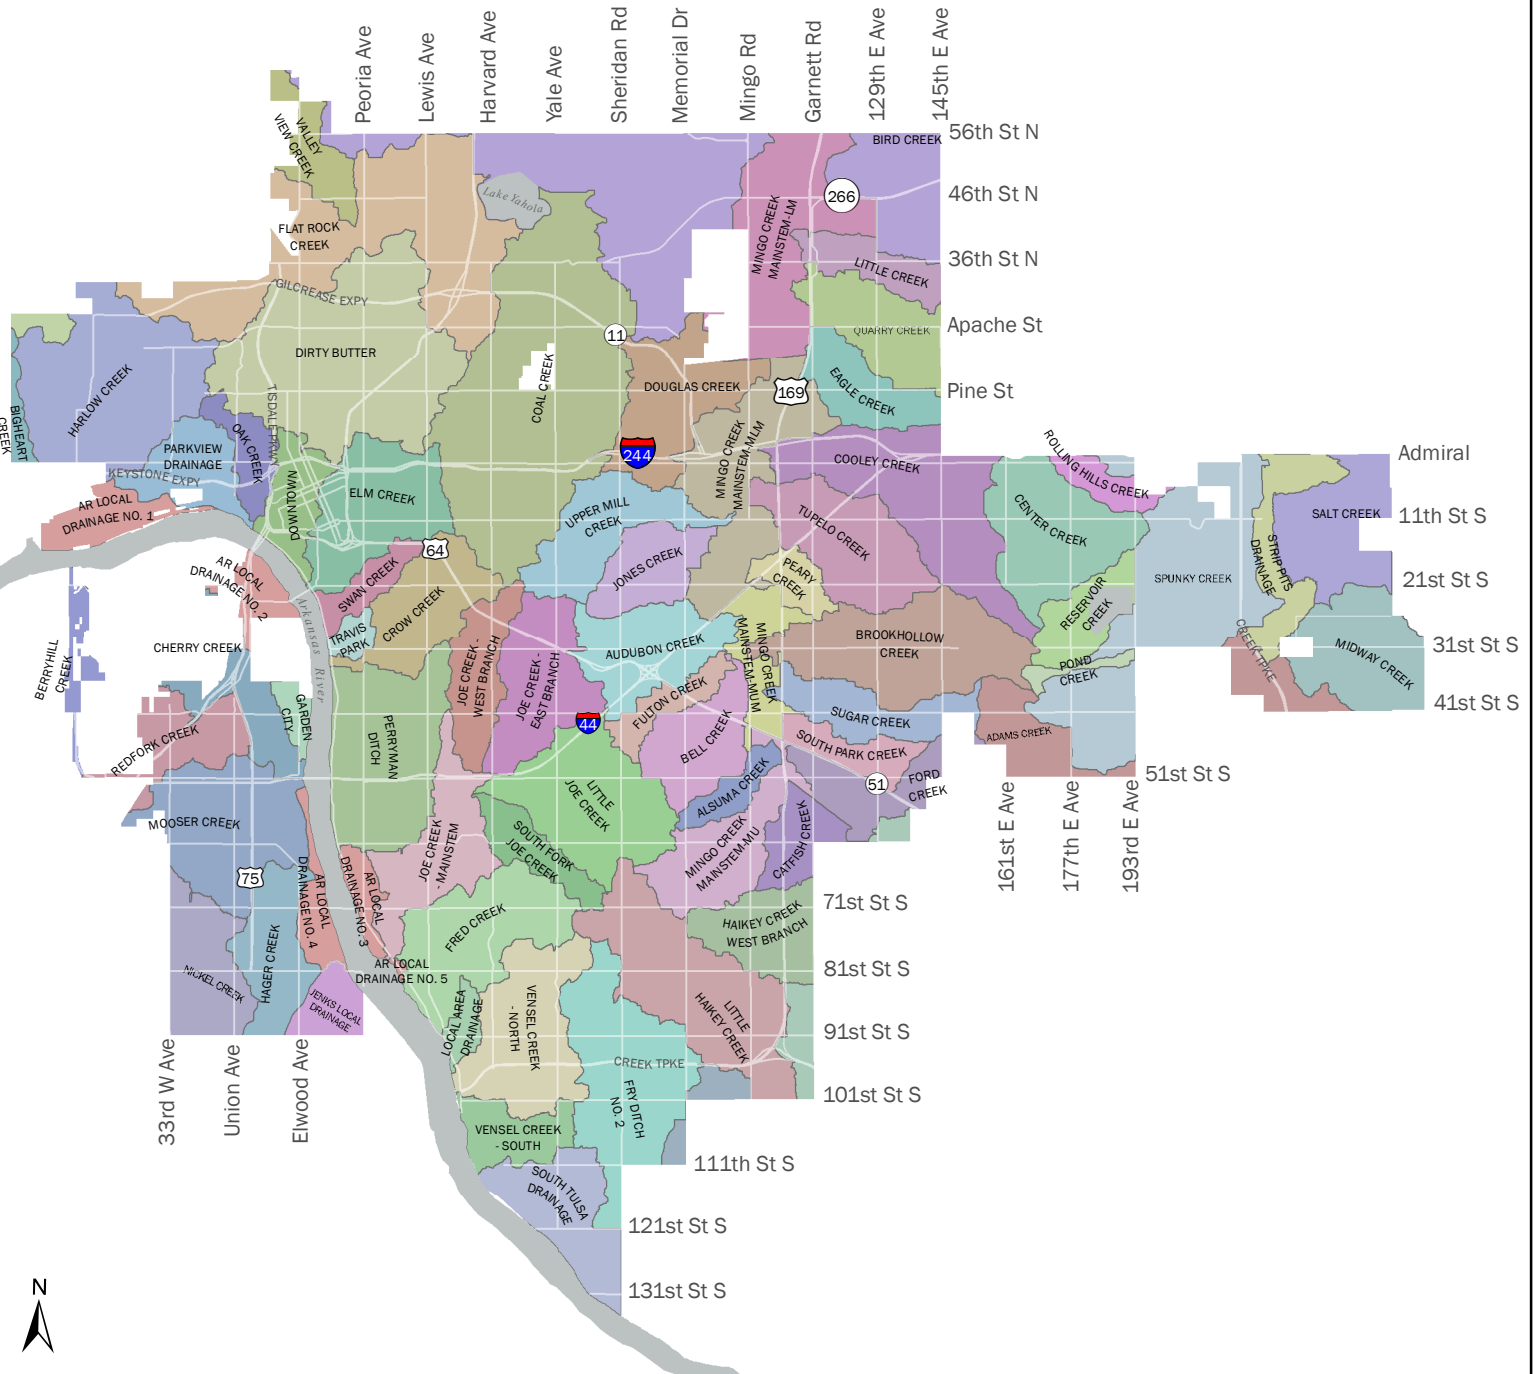 Peoria Ave
Lewis Ave
Harvard Ave
Yale Ave
Sheridan Rd
Memorial Dr
Mingo Rd
Garnett Rd
129th E Ave
145th E Ave
56th St N
46th St N
36th St N
Apache St
Pine St
Admiral
11th St S
21st St S
31st St S
41st St S
51st St S
161st E Ave
177th E Ave
193rd E Ave
71st St S
81st St S
91st St S
101st St S
111th St S
121st St S
131st St S
33rd W Ave
Union Ave
Elwood Ave
VALLEY
VIEW CREEK
BIRD CREEK
266
Lake Yahola
FLAT ROCK
CREEK
MINGO CREEK
MAINSTEM-LM
LITTLE CREEK
GILCREASE EXPY
QUARRY CREEK
11
DIRTY BUTTER
COAL CREEK
DOUGLAS CREEK
169
EAGLE CREEK
HARLOW CREEK
BIGHEART
CREEK
TISDALE PKWY
OAK CREEK
PARKVIEW
DRAINAGE
KEYSTONE EXPY
244
MINGO CREEK
MAINSTEM-MLM
COOLEY CREEK
ROLLING HILLS CREEK
AR LOCAL
DRAINAGE NO. 1
DOWNTOWN
ELM CREEK
UPPER MILL
CREEK
TUPELO CREEK
CENTER CREEK
SALT CREEK
64
JONES CREEK
PEARY
CREEK
STRIP PITS
DRAINAGE
SPUNKY CREEK
AR LOCAL
DRAINAGE NO. 2
SWAN CREEK
CROW CREEK
TRAVIS
PARK
Arkansas River
RESERVOIR
CREEK
BERRYHILL
CREEK
CHERRY CREEK
JOE CREEK -
WEST BRANCH
JOE CREEK -
EAST BRANCH
AUDUBON CREEK
MINGO CREEK
MAINSTEM-MUM
BROOKHOLLOW
CREEK
CREEK TPKE
MIDWAY CREEK
POND
CREEK
FULTON CREEK
GARDEN
CITY
REDFORK CREEK
PERRYMAN
DITCH
44
BELL CREEK
SUGAR CREEK
SOUTH PARK CREEK
ADAMS CREEK
51
FORD
CREEK
ALSUMA CREEK
LITTLE
JOE CREEK
MOOSER CREEK
SOUTH FORK
JOE CREEK
JOE CREEK
- MAINSTEM
MINGO CREEK
MAINSTEM-MU
CATFISH CREEK
75
AR LOCAL
DRAINAGE NO. 4
AR LOCAL
DRAINAGE NO. 3
FRED CREEK
HAIKEY CREEK
WEST BRANCH
AR LOCAL
DRAINAGE NO. 5
NICKEL CREEK
HAGER CREEK
JENKS LOCAL
DRAINAGE
LOCAL AREA
DRAINAGE
VENSEL CREEK
- NORTH
LITTLE
HAIKEY CREEK
CREEK TPKE
FRY DITCH
NO. 2
VENSEL CREEK
- SOUTH
SOUTH TULSA
DRAINAGE
N